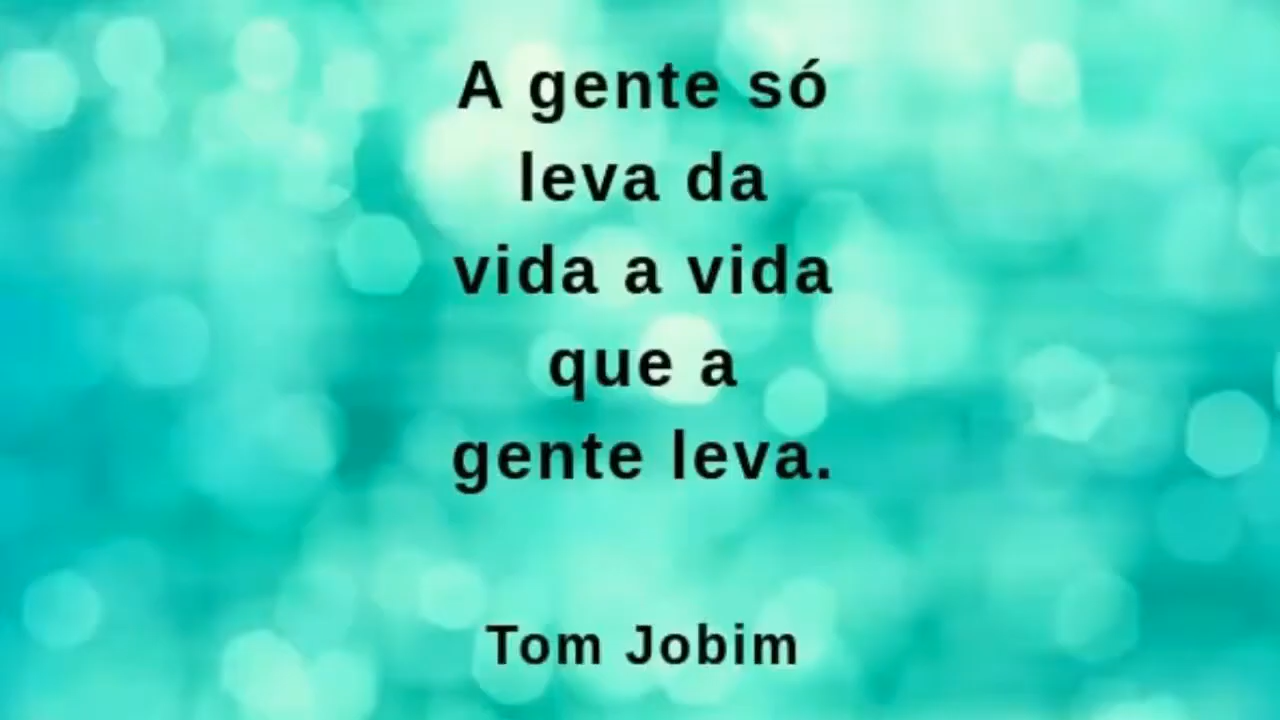 A gente só
leva da
vida a vida
que a
gente leva.
Tom Jobim